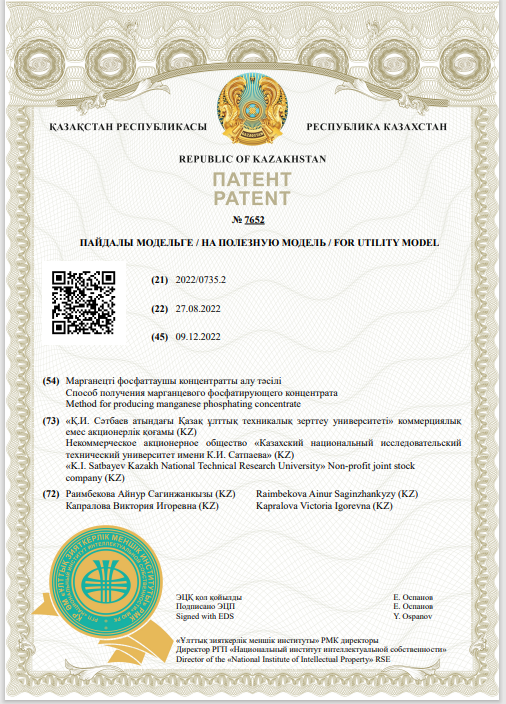 ҚАЗАҚСТАН РЕСПУБЛИКАСЫ
РЕСПУБЛИКА КАЗАХСТАН
REPUBLIC OF KAZAKHSTAN
ПАТЕНТ
PATENT
№ 7652
ПАЙДАЛЫ МОДЕЛЬГЕ / НА ПОЛЕЗНУЮ МОДЕЛЬ / FOR UTILITY MODEL
(21) 2022/0735.2
(22) 27.08.2022
(45) 09.12.2022
(54) Марганецті фосфаттаушы концентратты алу тәсілі
Способ получения марганцевого фосфатирующего концентрата
Method for producing manganese phosphating concentrate
(73) «Қ.И. Сәтбаев атындағы Қазақ ұлттық техникалық зерттеу университеті» коммерциялық
емес акционерлік қоғамы (KZ)
Некоммерческое акционерное общество «Казахский национальный исследовательский
технический университет имени К.И. Сатпаева» (KZ)
«K.I. Satbayev Kazakh National Technical Research University» Non-profit joint stock
company (KZ)
(72) Раимбекова Айнур Сагинжанкызы (KZ) Raimbekova Ainur Saginzhankyzy (KZ)
Капралова Виктория Игоревна (KZ) Kapralova Victoria Igorevna (KZ)
ЭЦҚ қол қойылды Е. Оспанов
Подписано ЭЦП Е. Оспанов
Signed with EDS Y. Ospanov
«Ұлттық зияткерлік меншік институты» РМК директоры
Директор РГП «Национальный институт интеллектуальной собственности»
Director of the «National Institute of Intellectual Property» RSE